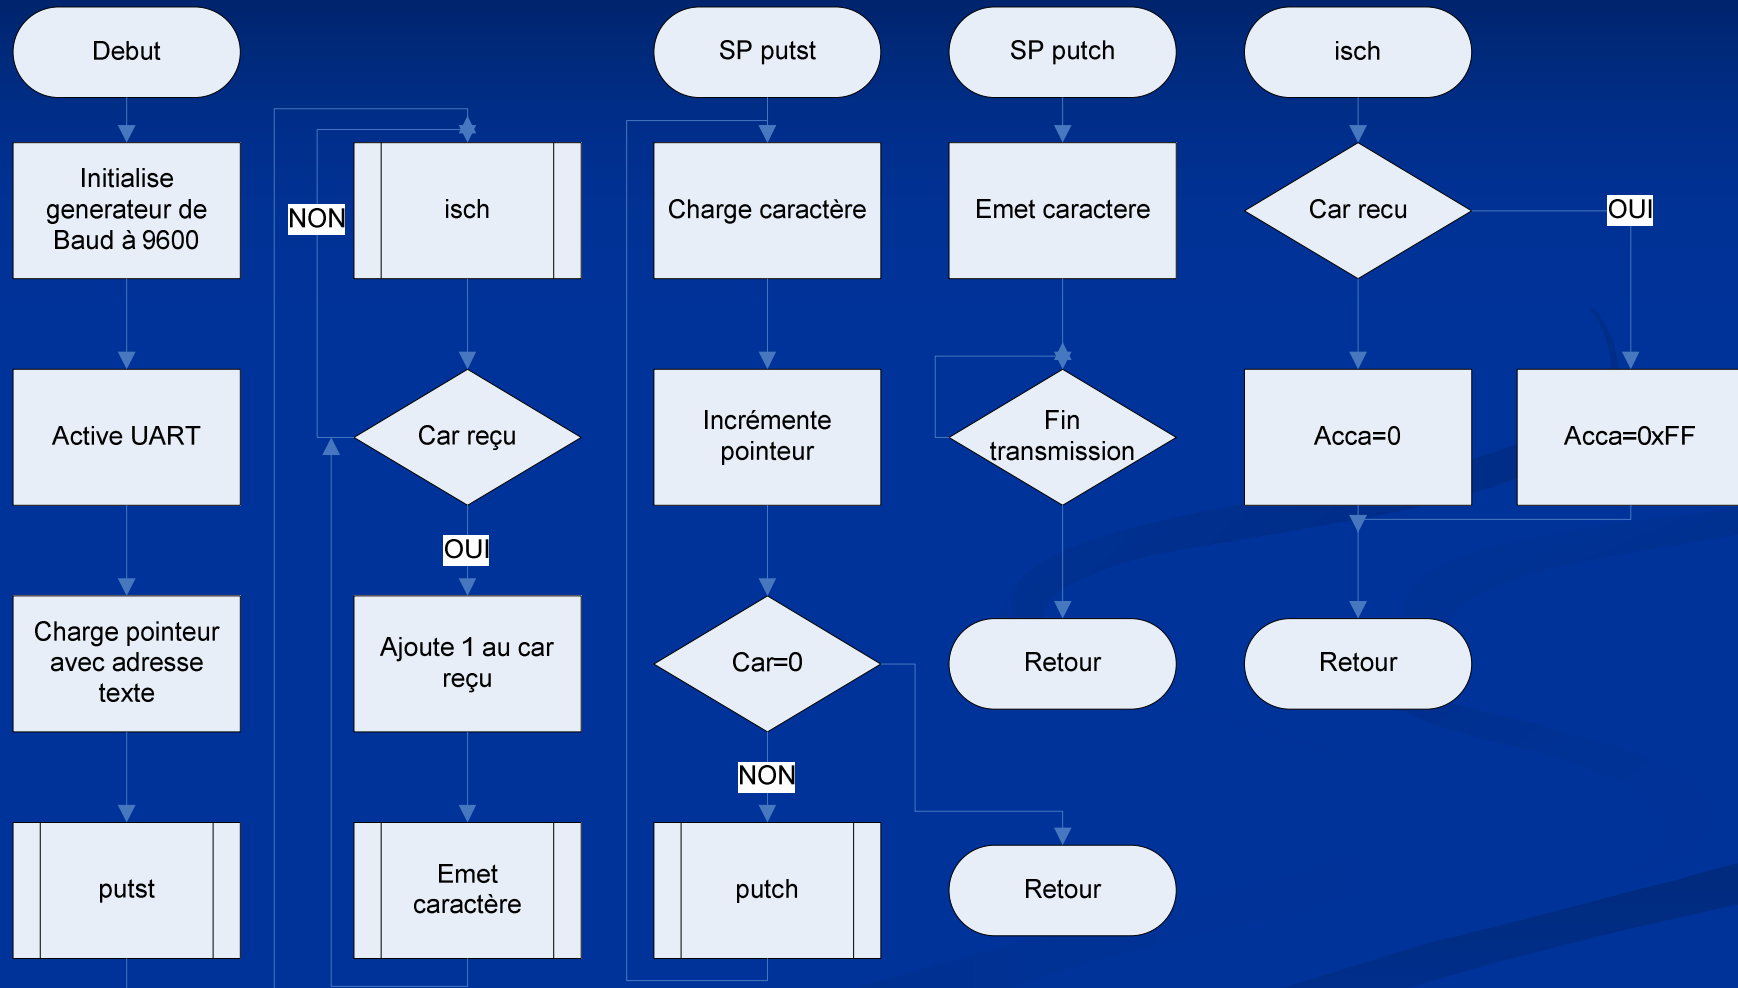 Debut
Initialise
generateur de
Baud à 9600
Active UART
Charge pointeur
avec adresse
texte
putst
isch
NON
Car reçu
OUI
Ajoute 1 au car
reçu
Emet
caractère
SP putst
Charge caractère
Incrémente
pointeur
Car=0
NON
putch
SP putch
Emet caractere
Fin
transmission
Retour
Retour
isch
Car recu
OUI
Acca=0
Acca=0xFF
Retour